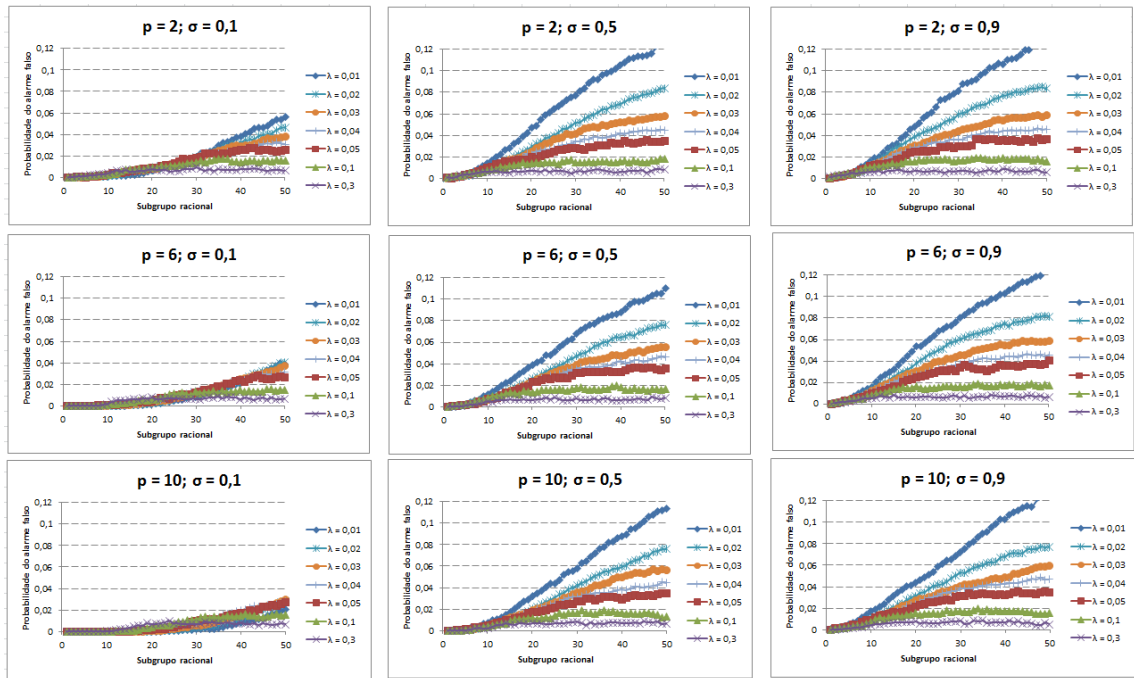 p = 2; σ = 0,1
Probabilidade do alarme falso
0,12
0,1
0,08
0,06
0,04
0,02
0
0 10 20 30 40 50
Subgrupo racional
λ = 0,01
λ = 0,02
λ = 0,03
λ = 0,04
λ = 0,05
λ = 0,1
λ = 0,3
p = 2; σ = 0,5
Probabilidade do alarme falso
0,12
0,1
0,08
0,06
0,04
0,02
0
0 10 20 30 40 50
Subgrupo racional
λ = 0,01
λ = 0,02
λ = 0,03
λ = 0,04
λ = 0,05
λ = 0,1
λ = 0,3
p = 2; σ = 0,9
Probabilidade do alarme falso
0,12
0,1
0,08
0,06
0,04
0,02
0
0 10 20 30 40 50
Subgrupo racional
λ = 0,01
λ = 0,02
λ = 0,03
λ = 0,04
λ = 0,05
λ = 0,1
λ = 0,3
p = 6; σ = 0,1
Probabilidade do alarme falso
0,12
0,1
0,08
0,06
0,04
0,02
0
0 10 20 30 40 50
Subgrupo racional
λ = 0,01
λ = 0,02
λ = 0,03
λ = 0,04
λ = 0,05
λ = 0,1
λ = 0,3
p = 6; σ = 0,5
Probabilidade do alarme falso
0,12
0,1
0,08
0,06
0,04
0,02
0
0 10 20 30 40 50
Subgrupo racional
λ = 0,01
λ = 0,02
λ = 0,03
λ = 0,04
λ = 0,05
λ = 0,1
λ = 0,3
p = 6; σ = 0,9
Probabilidade do alarme falso
0,12
0,1
0,08
0,06
0,04
0,02
0
0 10 20 30 40 50
Subgrupo racional
λ = 0,01
λ = 0,02
λ = 0,03
λ = 0,04
λ = 0,05
λ = 0,1
λ = 0,3
p = 10; σ = 0,1
Probabilidade do alarme falso
0,12
0,1
0,08
0,06
0,04
0,02
0
0 10 20 30 40 50
Subgrupo racional
λ = 0,01
λ = 0,02
λ = 0,03
λ = 0,04
λ = 0,05
λ = 0,1
λ = 0,3
p = 10; σ = 0,5
Probabilidade do alarme falso
0,12
0,1
0,08
0,06
0,04
0,02
0
0 10 20 30 40 50
Subgrupo racional
λ = 0,01
λ = 0,02
λ = 0,03
λ = 0,04
λ = 0,05
λ = 0,1
λ = 0,3
p = 10; σ = 0,9
Probabilidade do alarme falso
0,12
0,1
0,08
0,06
0,04
0,02
0
0 10 20 30 40 50
Subgrupo racional
λ = 0,01
λ = 0,02
λ = 0,03
λ = 0,04
λ = 0,05
λ = 0,1
λ = 0,3